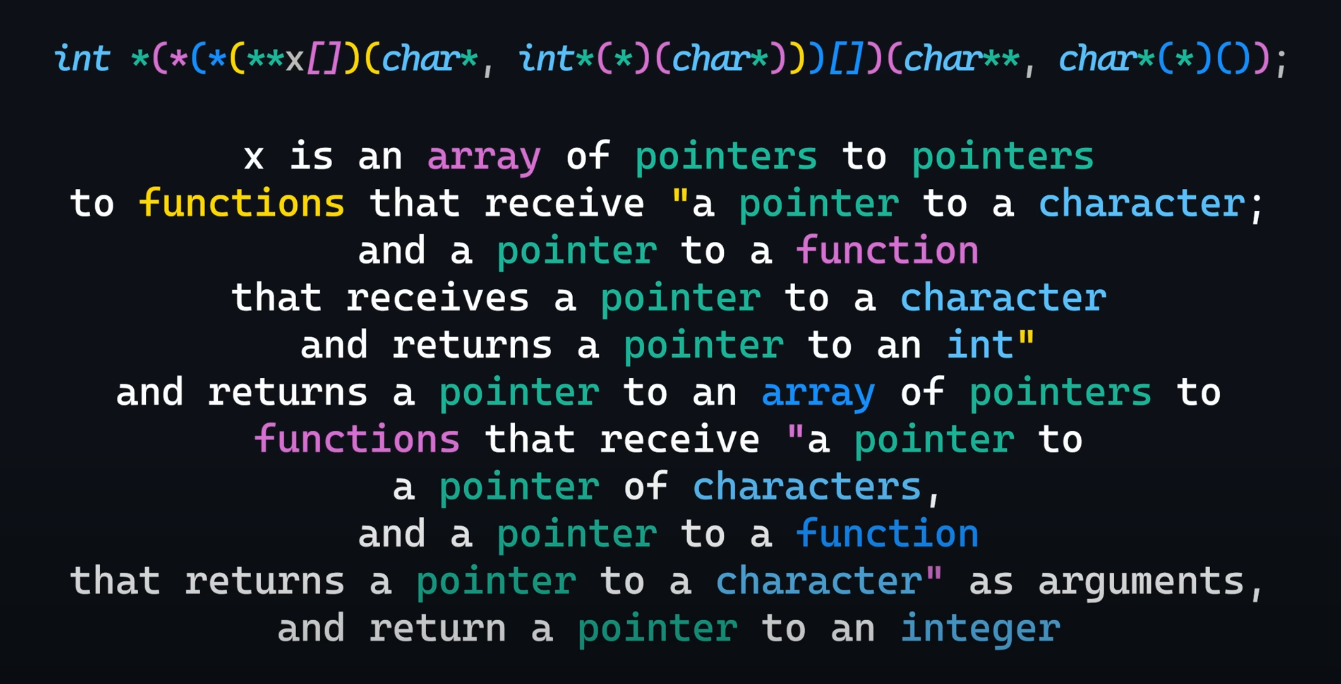 int *(*(*(**x[])(char*, int*(*)(char*)))[])(char**, char*(*)());
x is an array of pointers to pointers
to functions that receive "a pointer to a character;
and a pointer to a function
that receives a pointer to a character
and returns a pointer to an int"
and returns a pointer to an array of pointers to
functions that receive "a pointer to
a pointer of characters,
and a pointer to a function
that returns a pointer to a character" as arguments,
and return a pointer to an integer